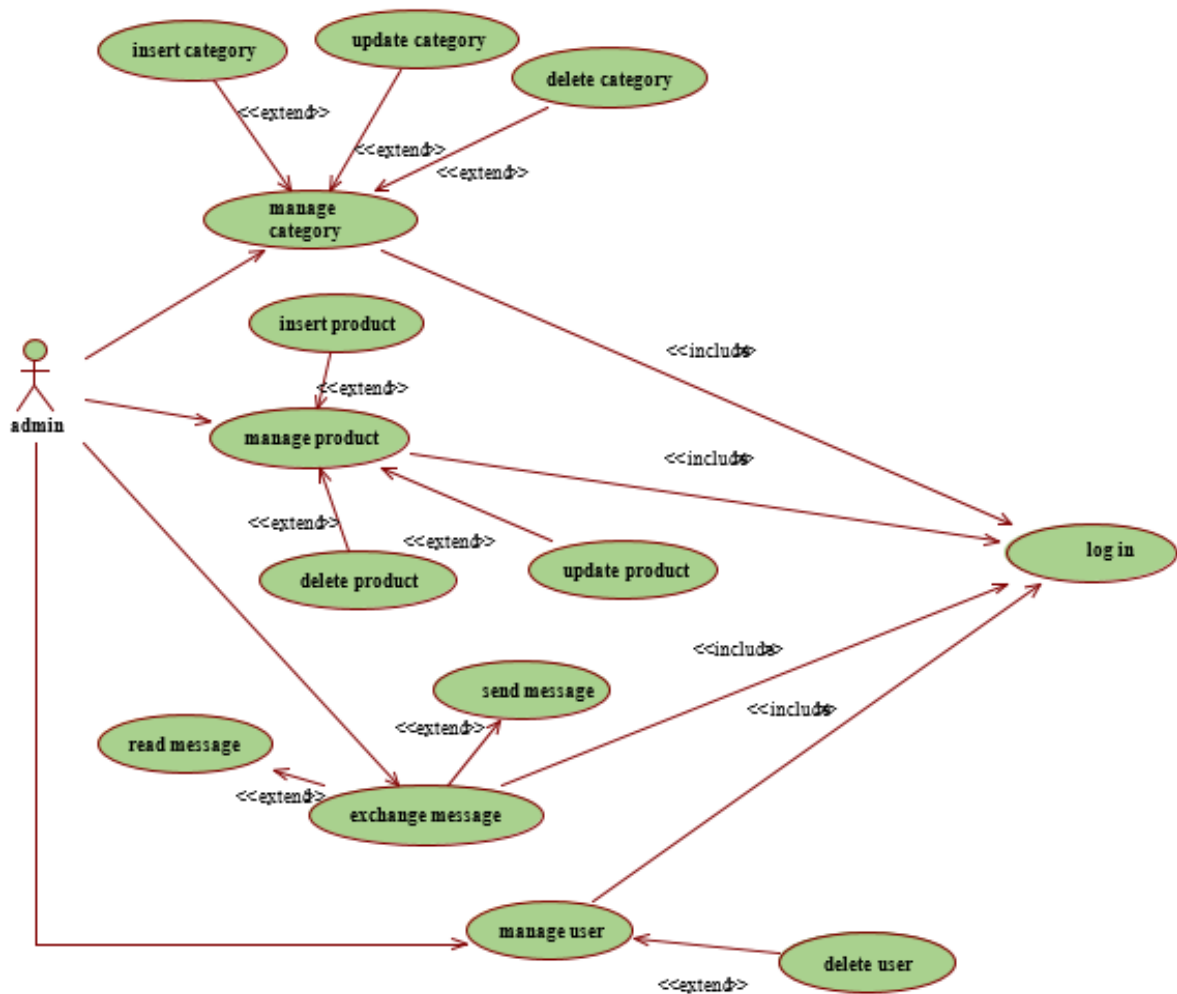 insert category
update category
delete category
<<extend>>
<<extend>>
<<extend>>
manage
category
insert product
<<include>>
<<extend>>
admin
manage product
<<include>>
<<extend>>
<<extend>>
log in
delete product
update product
<<include>>
send message
<<include>>
<<extend>>
read message
<<extend>>
exchange message
manage user
delete user
<<extend>>